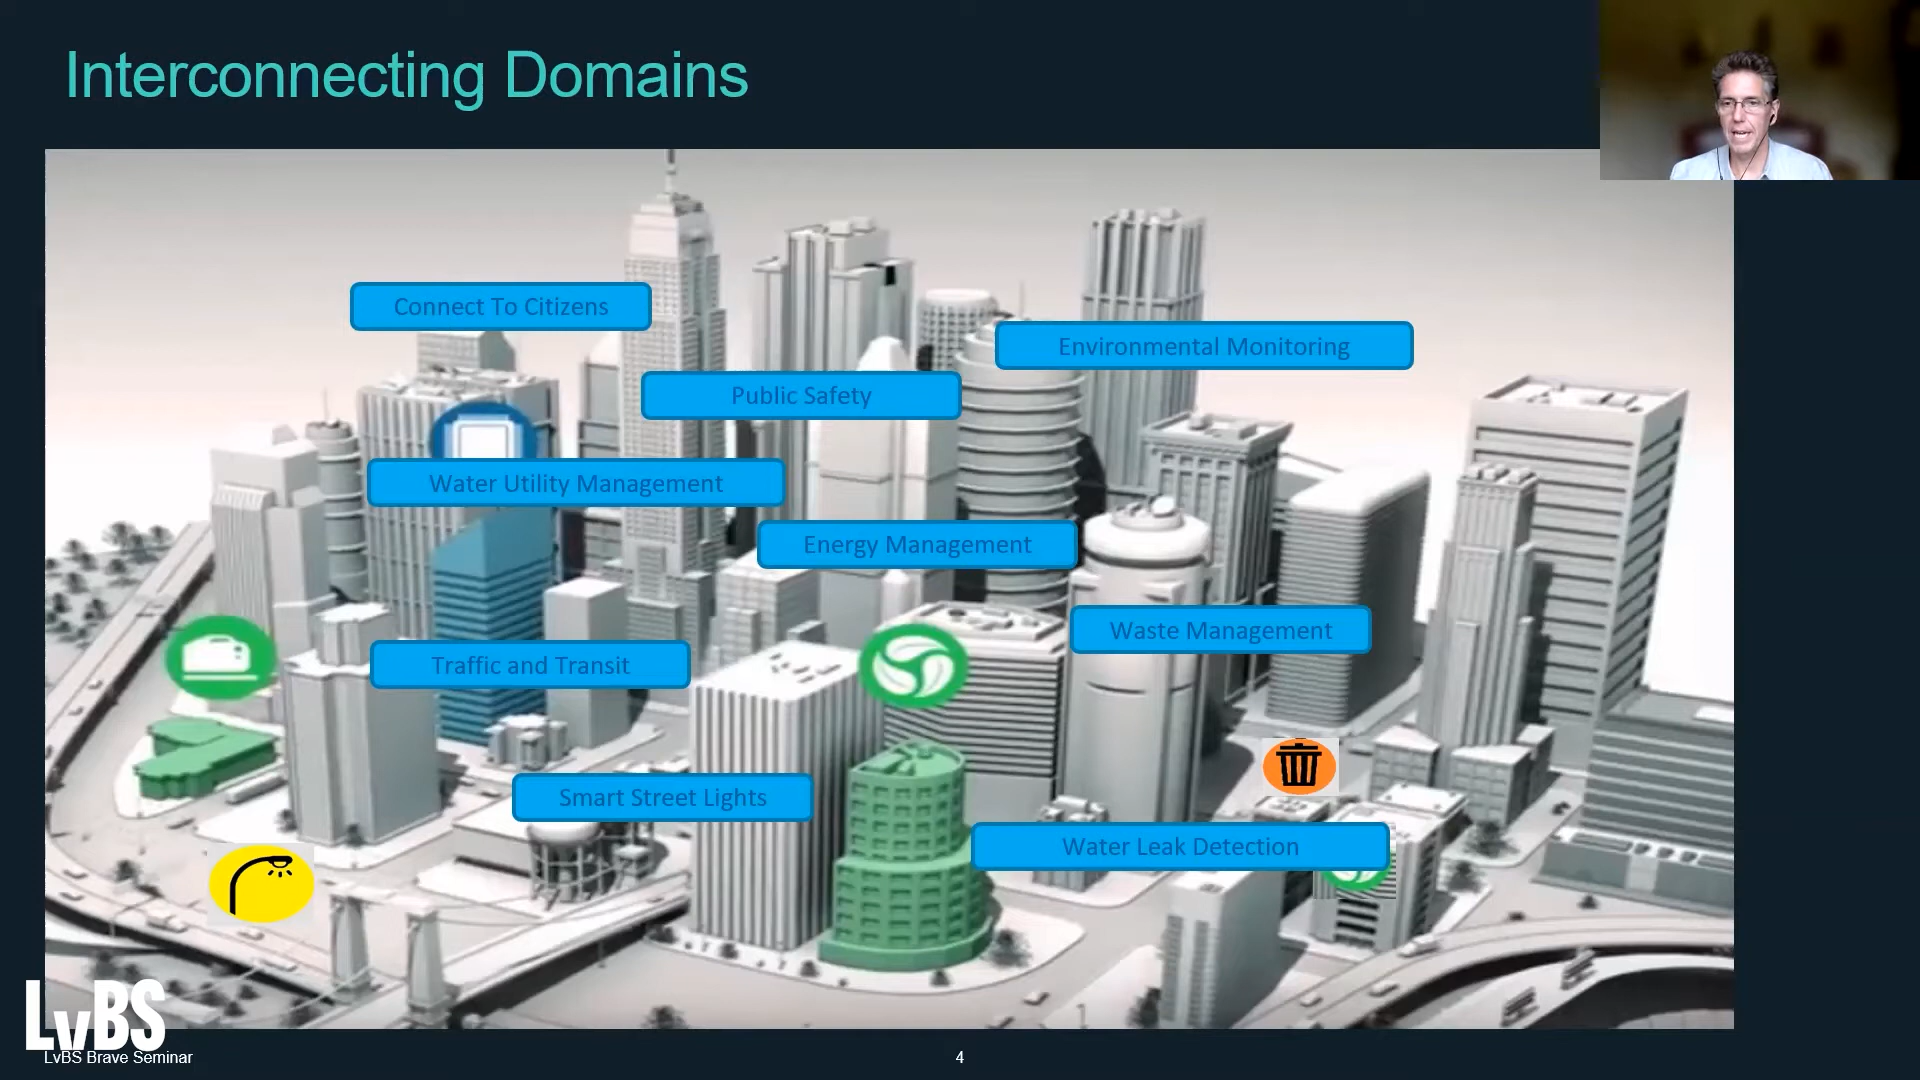 Interconnecting Domains
Connect To Citizens
Environmental Monitoring
Public Safety
Water Utility Management
Energy Management
Waste Management
Traffic and Transit
Smart Street Lights
Water Leak Detection
LvBS
LvBS Brave Seminar
4